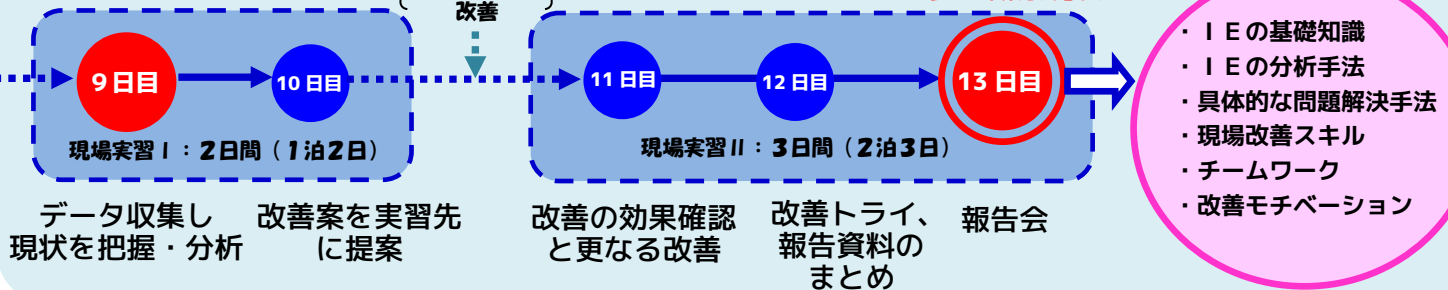 改善
9日目
10日目
11日目
12日目
13日目
現場実習Ⅰ:2日間(1泊2日)
現場実習Ⅱ:3日間(2泊3日)
データ収集し
現状を把握・分析
改善案を実習先
に提案
改善の効果確認
と更なる改善
改善トライ、
報告資料の
まとめ
報告会
・IEの基礎知識
・IEの分析手法
・具体的な問題解決手法
・現場改善スキル
・チームワーク
・改善モチベーション